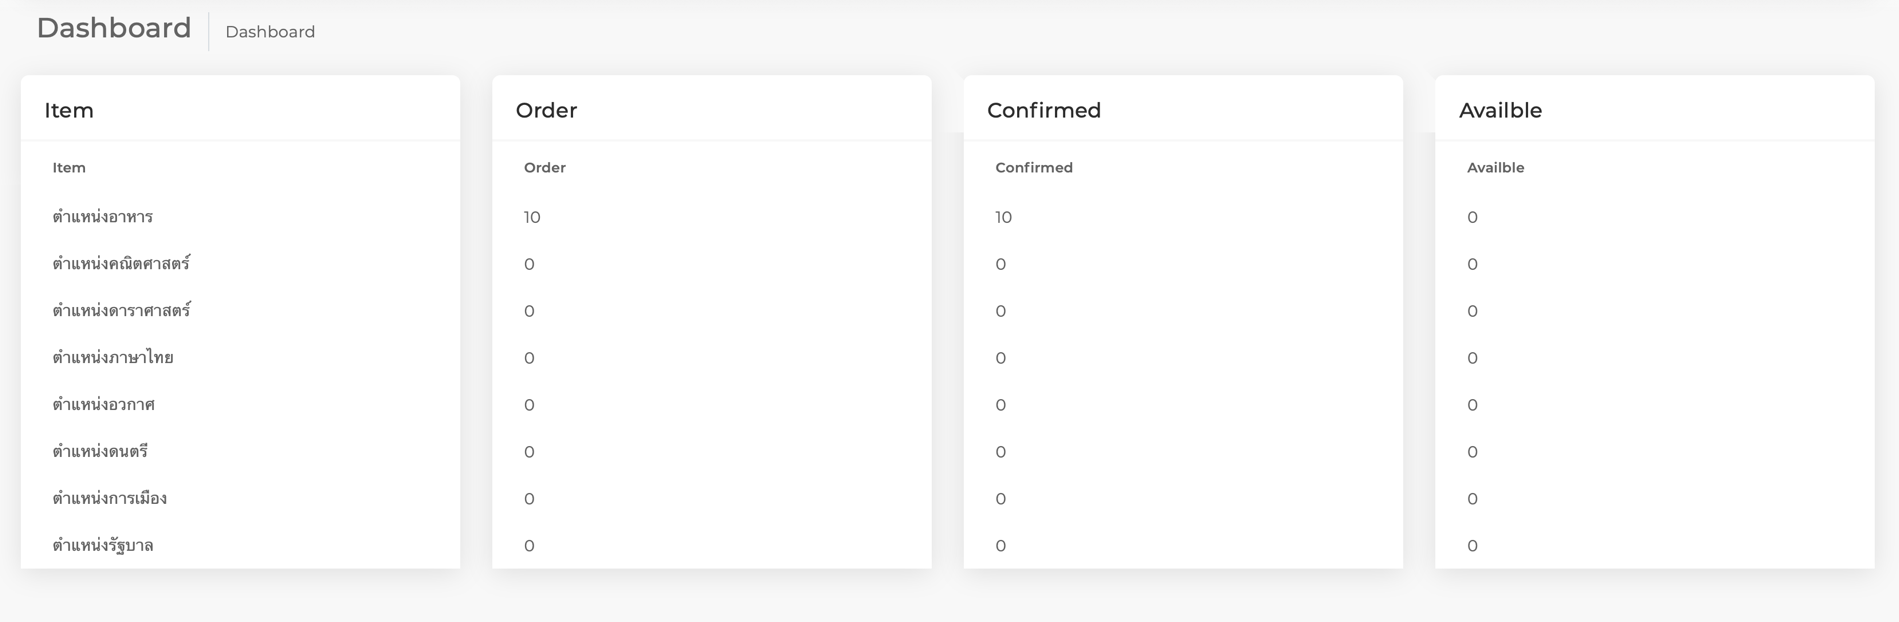 Dashboard Dashboard
Item Order Confirmed Availble
Item Order Confirmed Availble
ตำแหน่งอาหาร 10 10 0
ตำแหน่งคณิตศาสตร์ 0 0 0
ตำแหน่งดาราศาสตร์ 0 0 0
ตำแหน่งภาษาไทย 0 0 0
ตำแหน่งอวกาศ 0 0 0
ตำแหน่งดนตรี 0 0 0
ตำแหน่งการเมือง 0 0 0
ตำแหน่งรัฐบาล 0 0 0